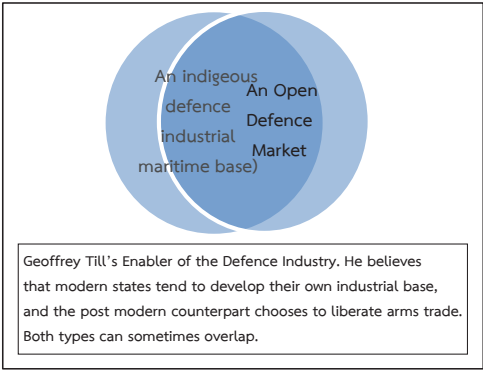 An indigeous
defence
industrial
maritime base)
An Open
Defence
Market
Geoffrey Till's Enabler of the Defence Industry. He believes
that modern states tend to develop their own industrial base,
and the post modern counterpart chooses to liberate arms trade.
Both types can sometimes overlap.